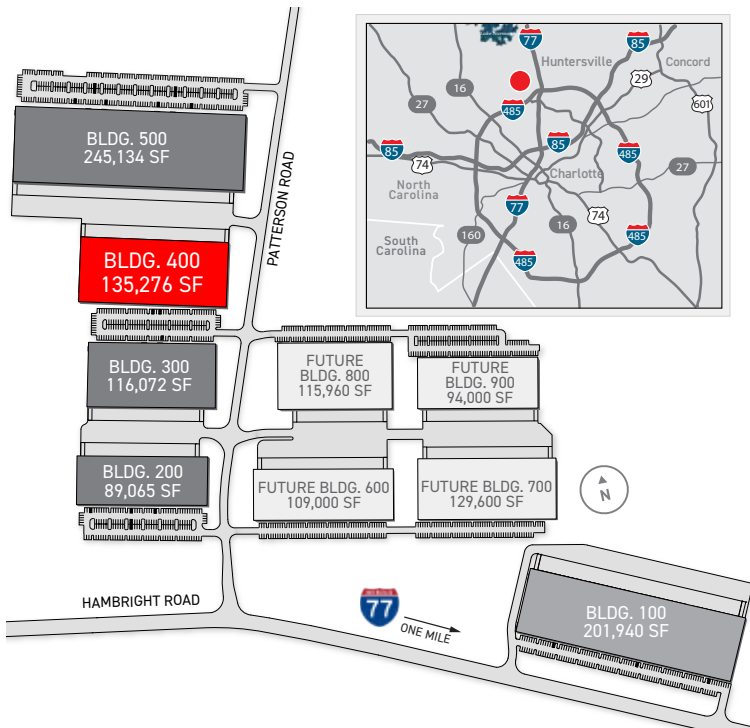 BLDG. 500
245,134 SF
PATTERSON ROAD
BLDG. 400
135,276 SF
BLDG. 300
116,072 SF
FUTURE
BLDG. 800
115,960 SF
FUTURE
BLDG. 900
94,000 SF
BLDG. 200
89,065 SF
FUTURE BLDG. 600
109,000 SF
FUTURE BLDG. 700
129,600 SF
N
HAMBRIGHT ROAD
77
ONE MILE
BLDG. 100
201,940 SF
77
85
Huntersville
Concord
29
16
27
485
601
85
85
74
485
North
Carolina
Charlotte
27
77
74
16
160
South
Carolina
485
485